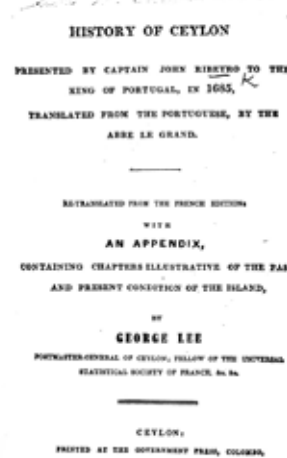 HISTORY OF CEYLON
PRESENTED BY CAPTAIN JOHN RIBEYRO TO THE
KING OF PORTUGAL, IN 1685,
TRANSLATED FROM THE PORTUGUESE, BY THE
ABBE LE GRAND.
RE-TRANSLATED FROM THE FRENCH EDITION;
WITH
AN APPENDIX,
CONTAINING CHAPTERS ILLUSTRATIVE OF THE PAS
AND PRESENT CONDITION OF THE ISLAND,
BY
GEORGE LEE
POSTMASTER-GENERAL OF CEYLON; FELLOW OF THE UNIVERSAL
STATISTICAL SOCIETY OF FRANCE, &c. &c.
CEYLON:
PRINTED AT THE GOVERNMENT PRESS, COLOMBO,